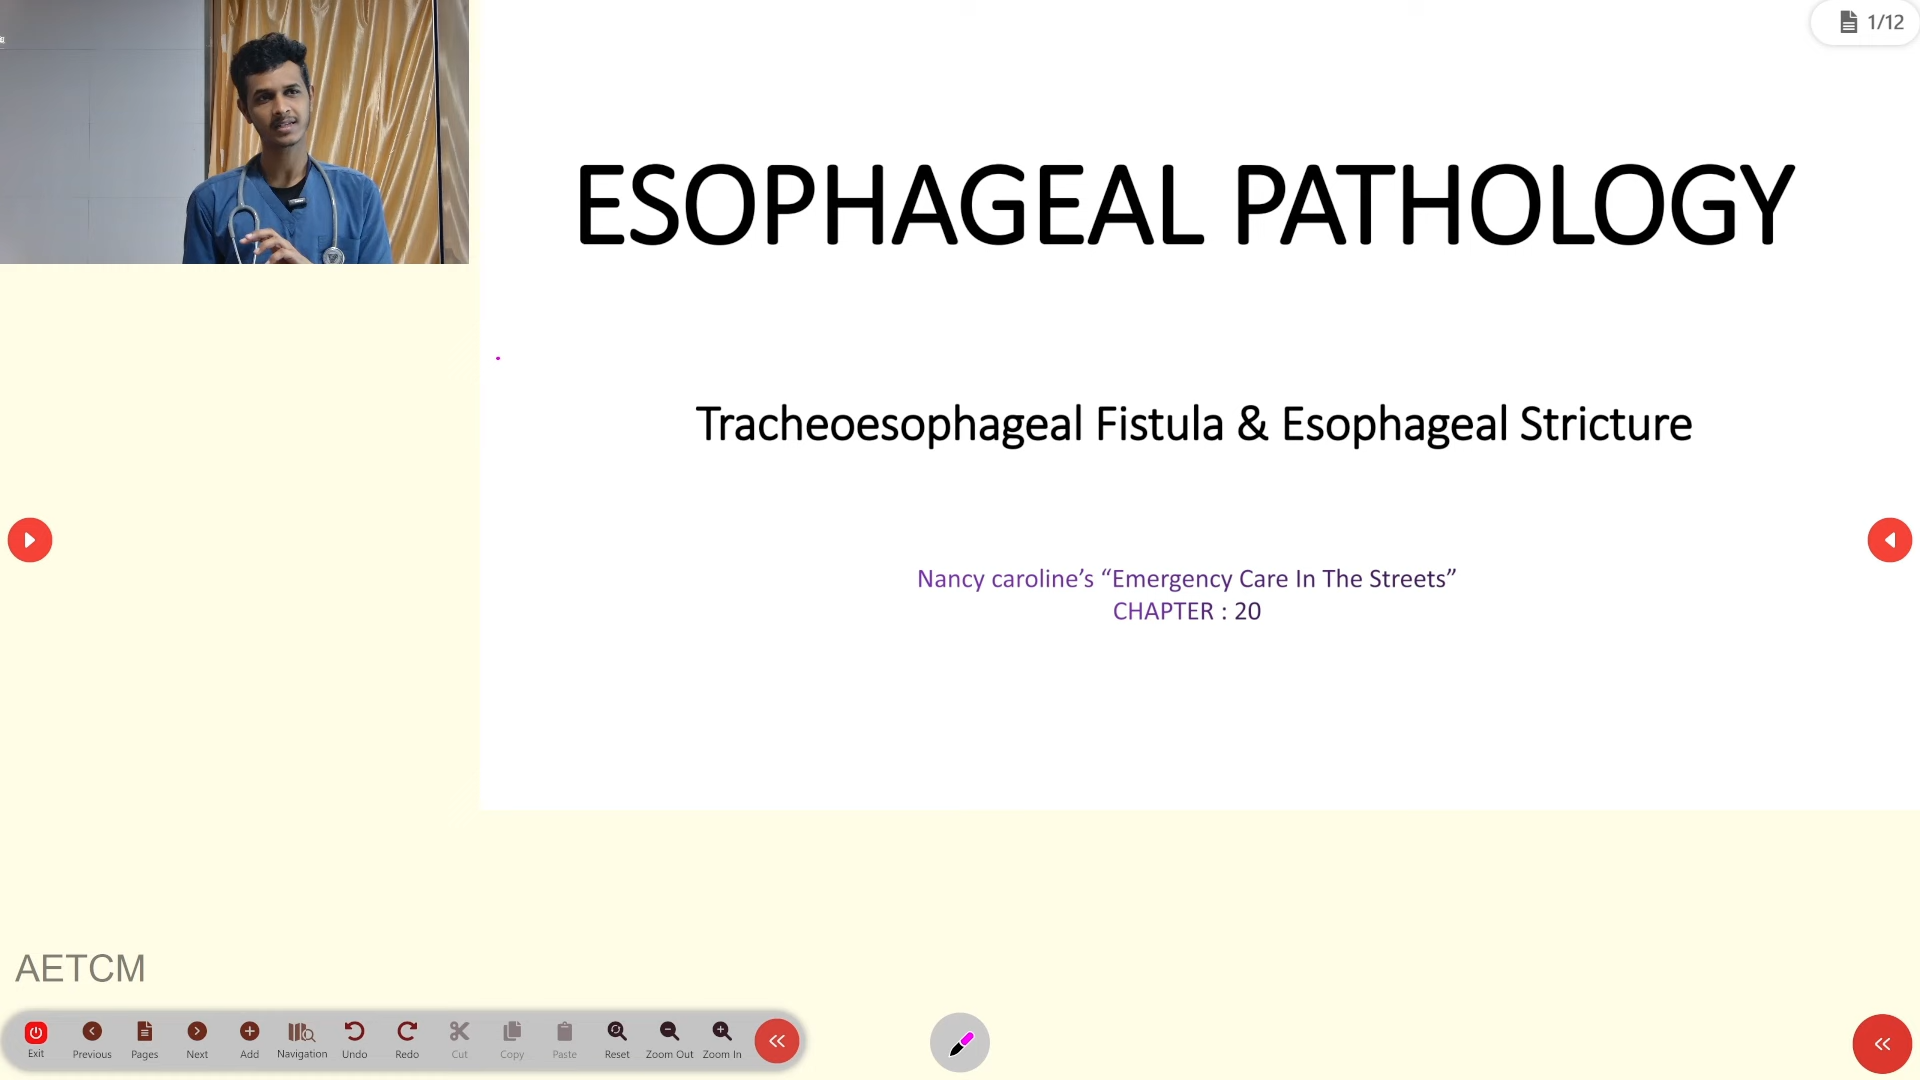 1/12
ESOPHAGEAL PATHOLOGY
Tracheoesophageal Fistula & Esophageal Stricture
Nancy caroline’s “Emergency Care In The Streets”
CHAPTER : 20
AETCM
Exit
Previous
Pages
Next
Add
Navigation
Undo
Redo
Cut
Copy
Paste
Reset
Zoom Out
Zoom In